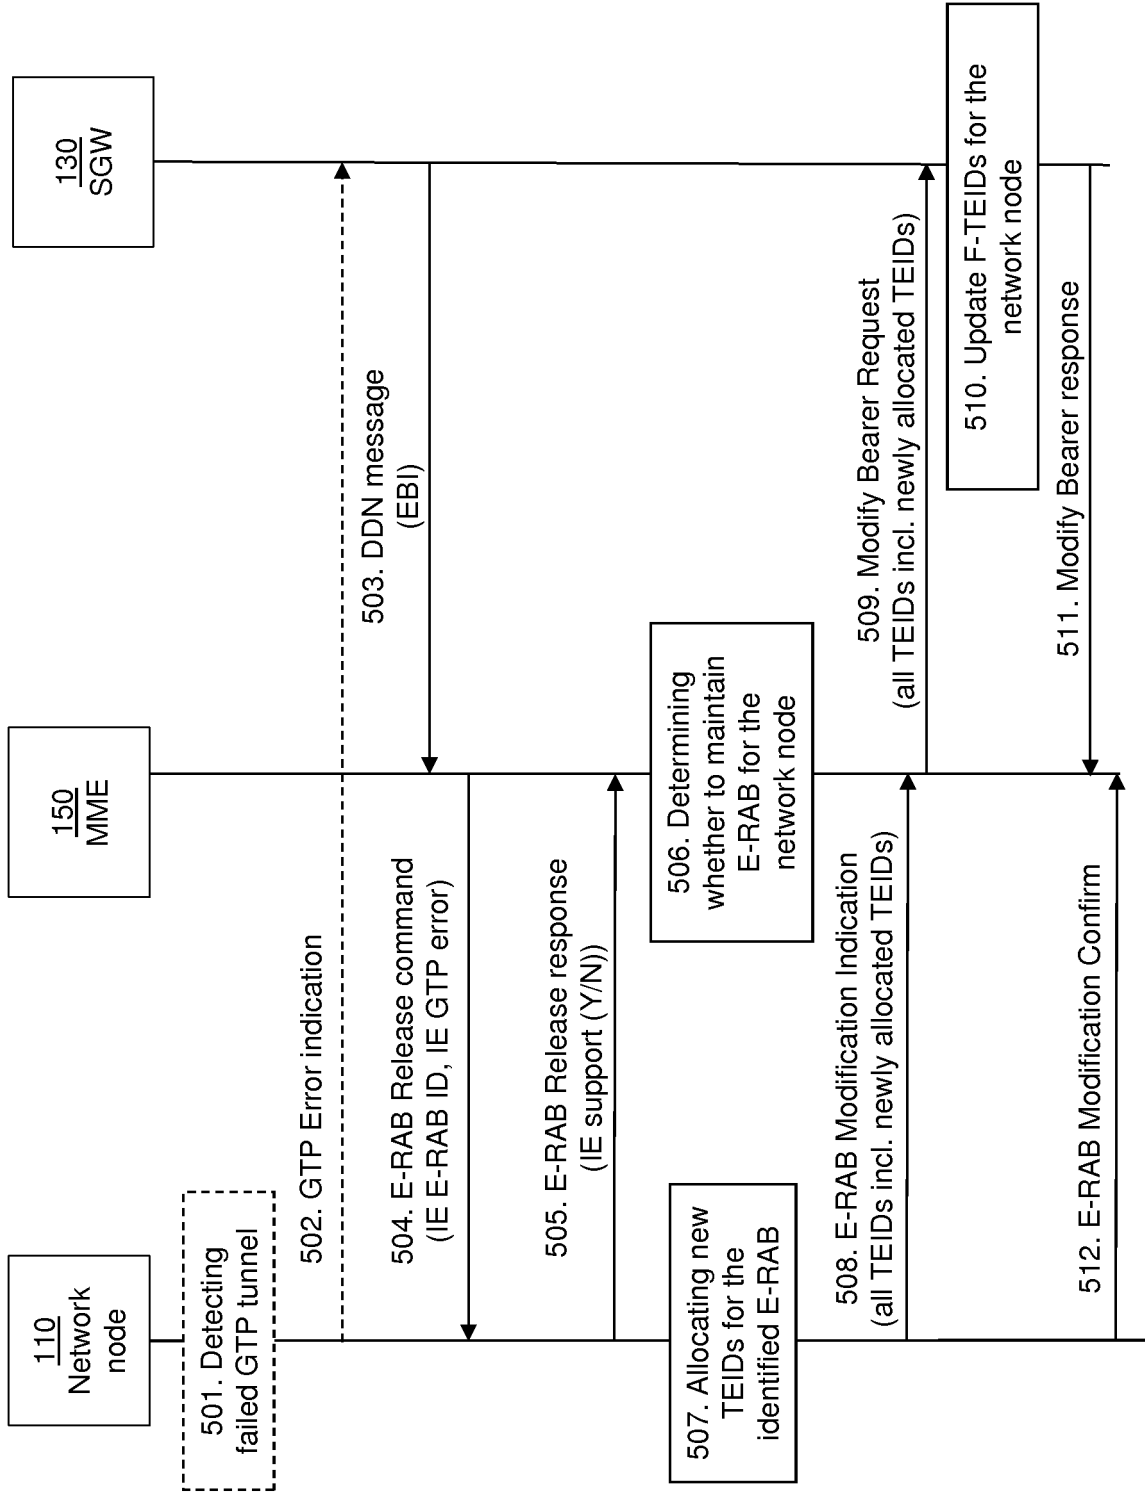 110
Network
node
150
MME
130
SGW
501. Detecting
failed GTP tunnel
502. GTP Error indication
503. DDN message
(EBI)
504. E-RAB Release command
(IE E-RAB ID, IE GTP error)
505. E-RAB Release response
(IE support (Y/N))
506. Determining
whether to maintain
E-RAB for the
network node
507. Allocating new
TEIDs for the
identified E-RAB
508. E-RAB Modification Indication
(all TEIDs incl. newly allocated TEIDs)
509. Modify Bearer Request
(all TEIDs incl. newly allocated TEIDs)
510. Update F-TEIDs for the
network node
511. Modify Bearer response
512. E-RAB Modification Confirm